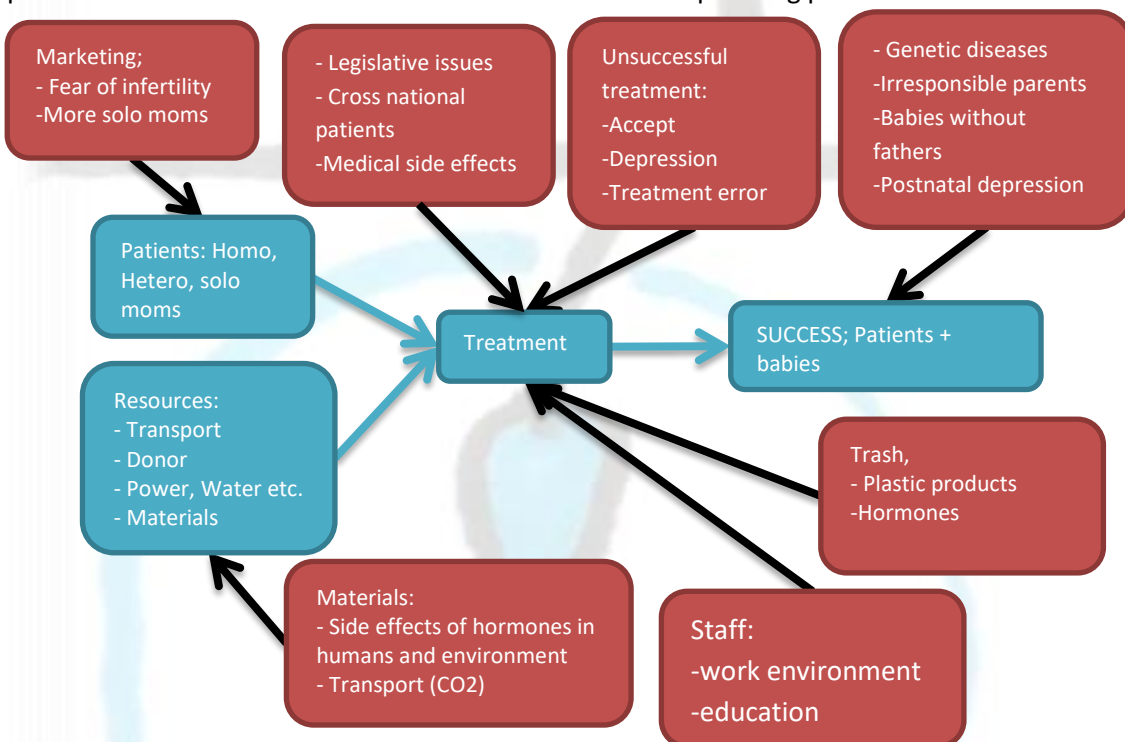 Marketing;
- Fear of infertility
-More solo moms
- Legislative issues
- Cross national
patients
-Medical side effects
Unsuccessful
treatment:
-Accept
-Depression
-Treatment error
- Genetic diseases
-Irresponsible parents
-Babies without
fathers
-Postnatal depression
Patients: Homo,
Hetero, solo
moms
Treatment
SUCCESS; Patients +
babies
Resources:
- Transport
- Donor
- Power, Water etc.
- Materials
Trash,
- Plastic products
-Hormones
Materials:
- Side effects of hormones in
humans and environment
- Transport (CO2)
Staff:
-work environment
-education